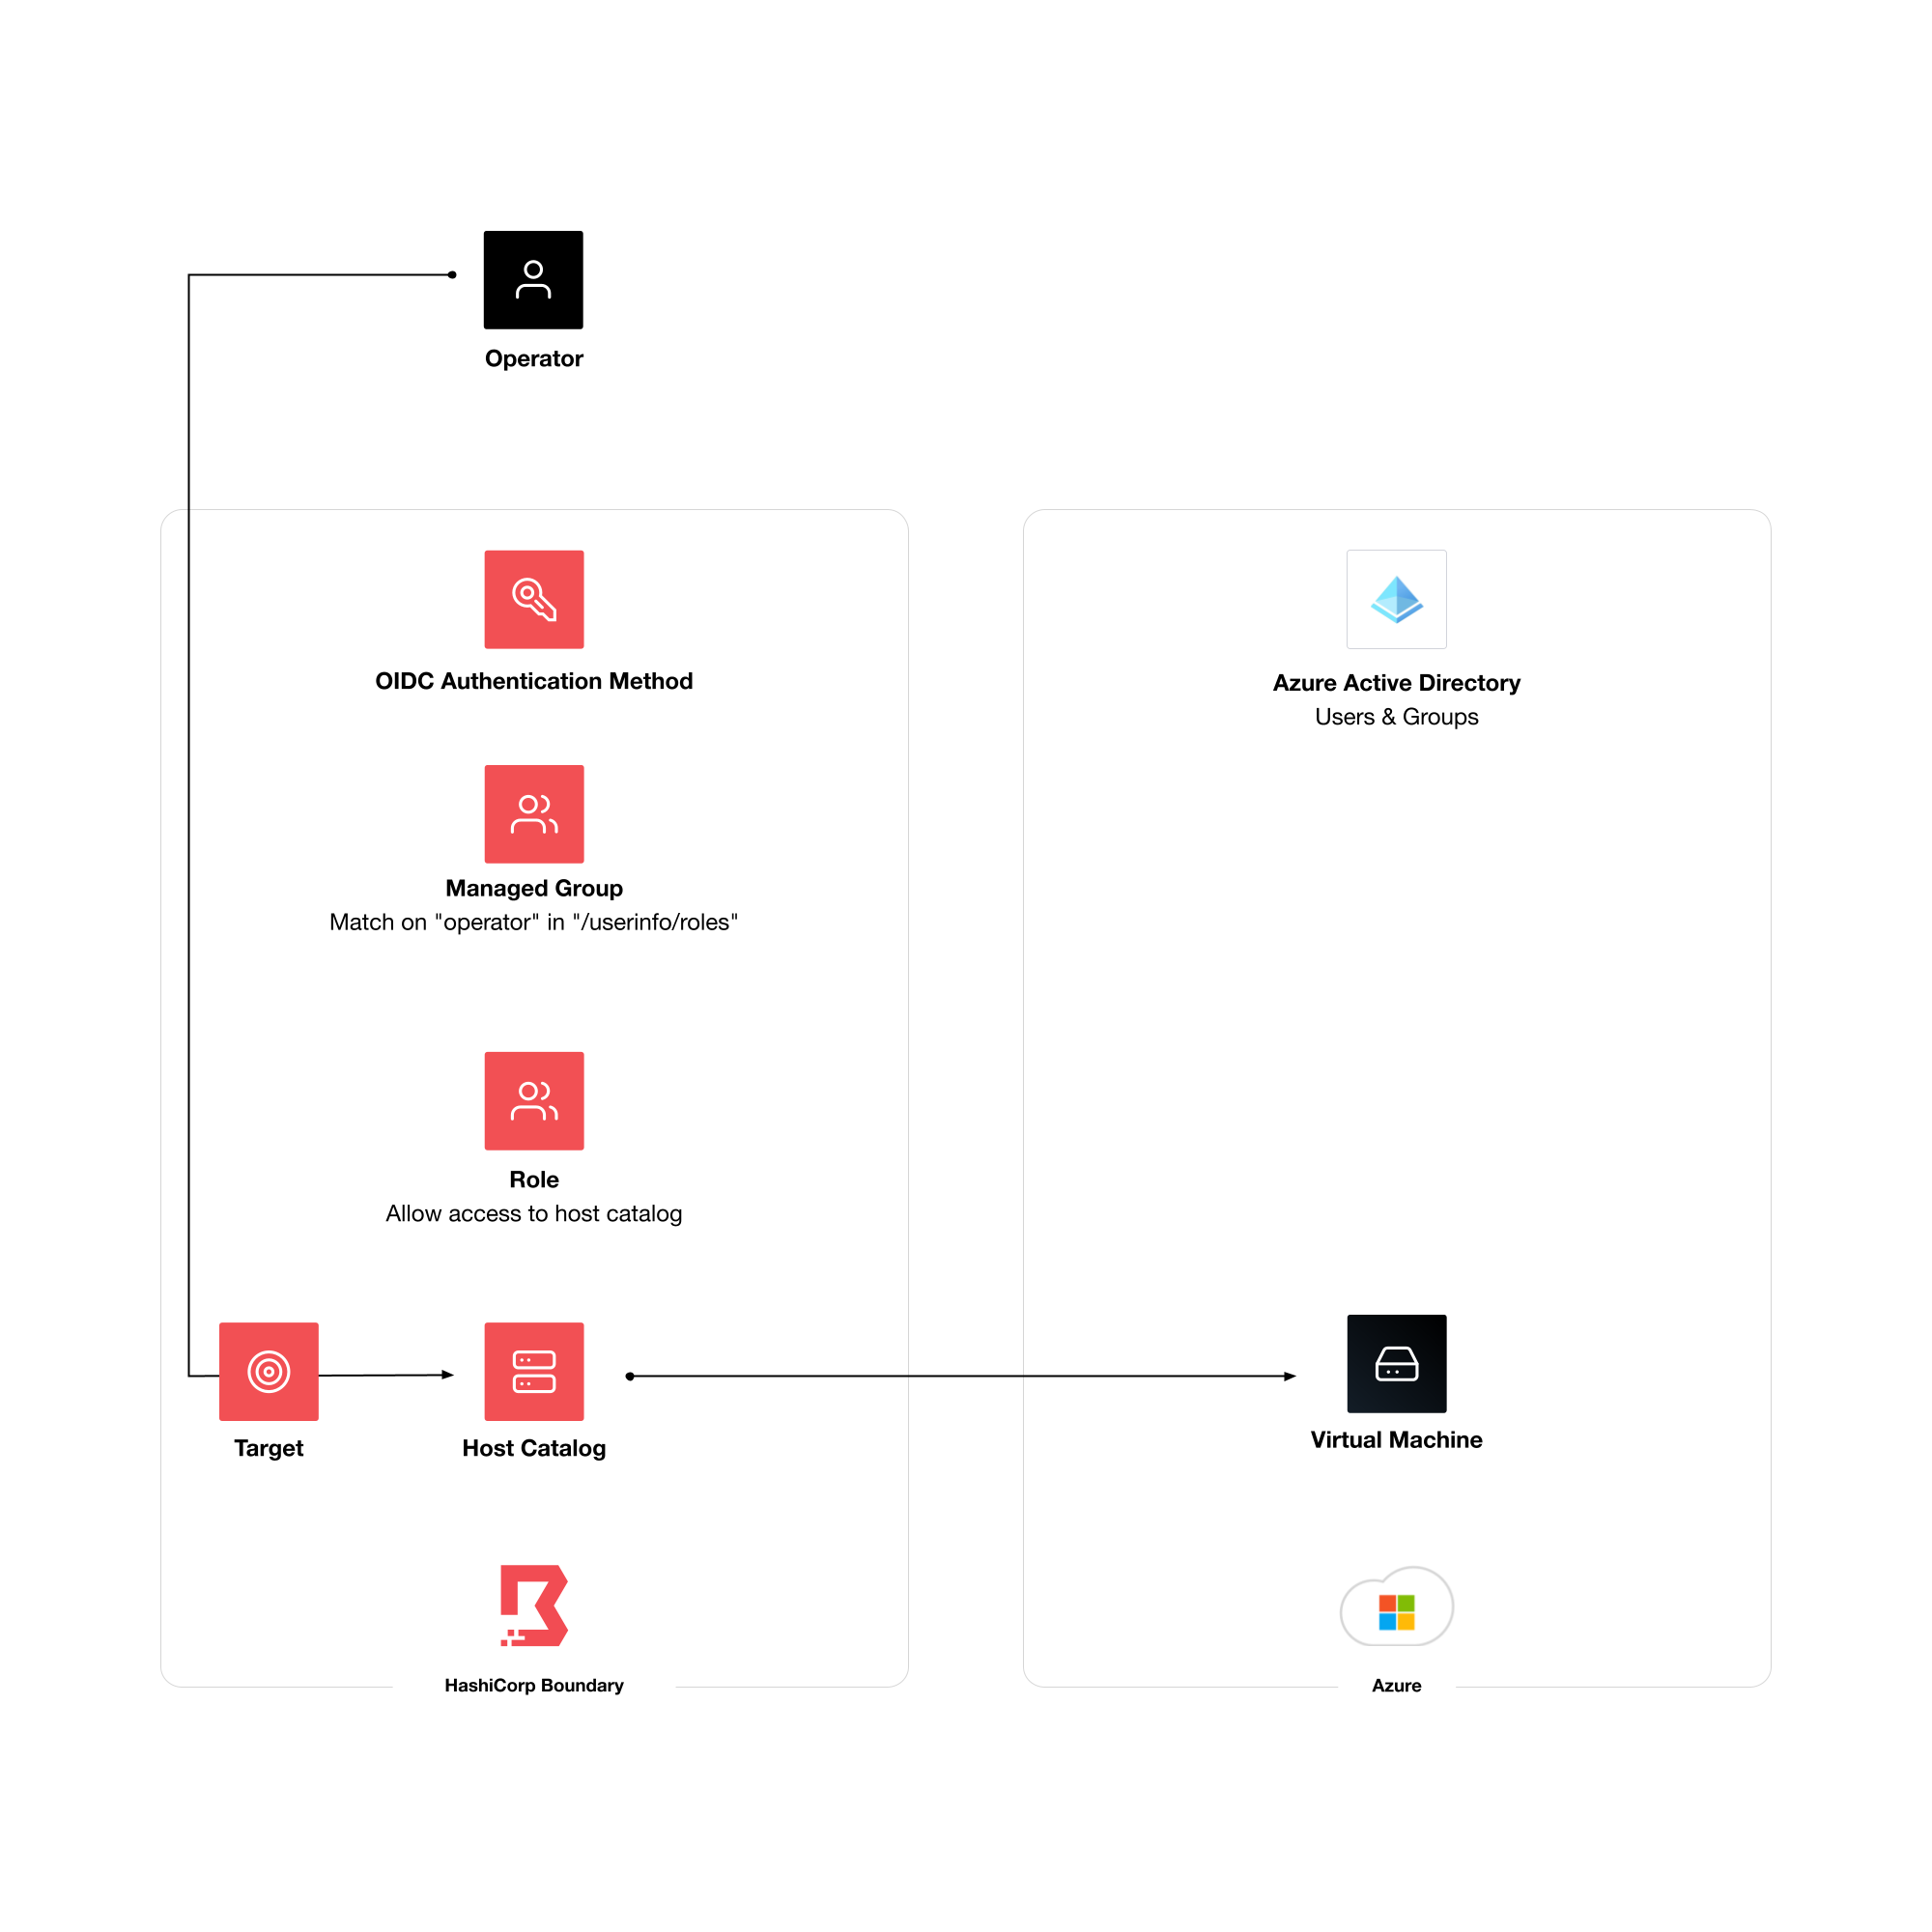 Operator
OIDC Authentication Method
Managed Group
Match on "operator" in "/userinfo/roles"
Role
Allow access to host catalog
Target
Host Catalog
HashiCorp Boundary
Azure Active Directory
Users & Groups
Virtual Machine
Azure